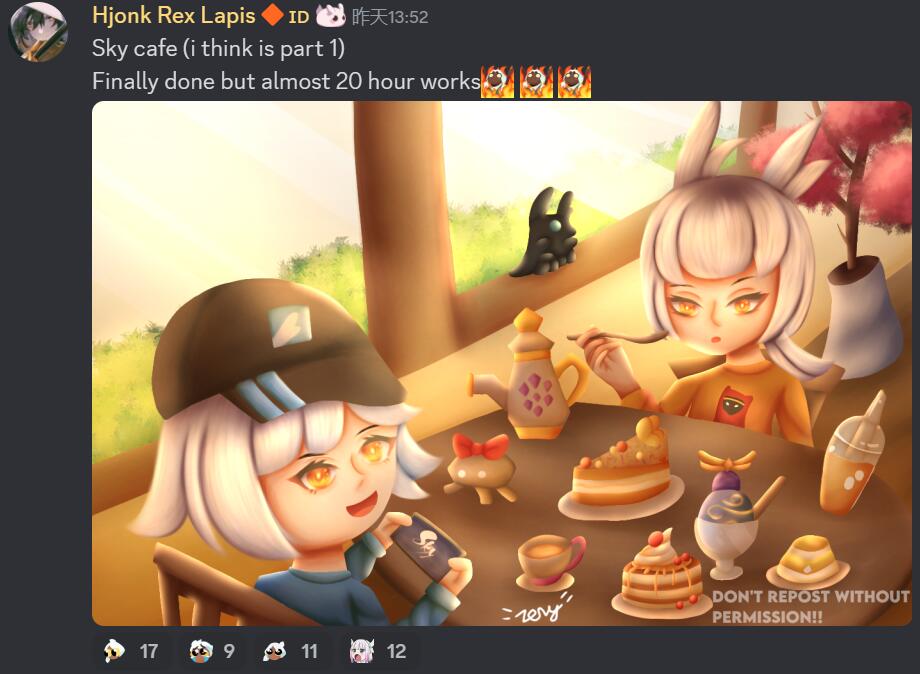 Hjonk Rex Lapis ID 昨天13:52
Sky cafe (i think is part 1)
Finally done but almost 20 hour works
zeny
DON'T REPOST WITHOUT
PERMISSION!!
17 9 11 12